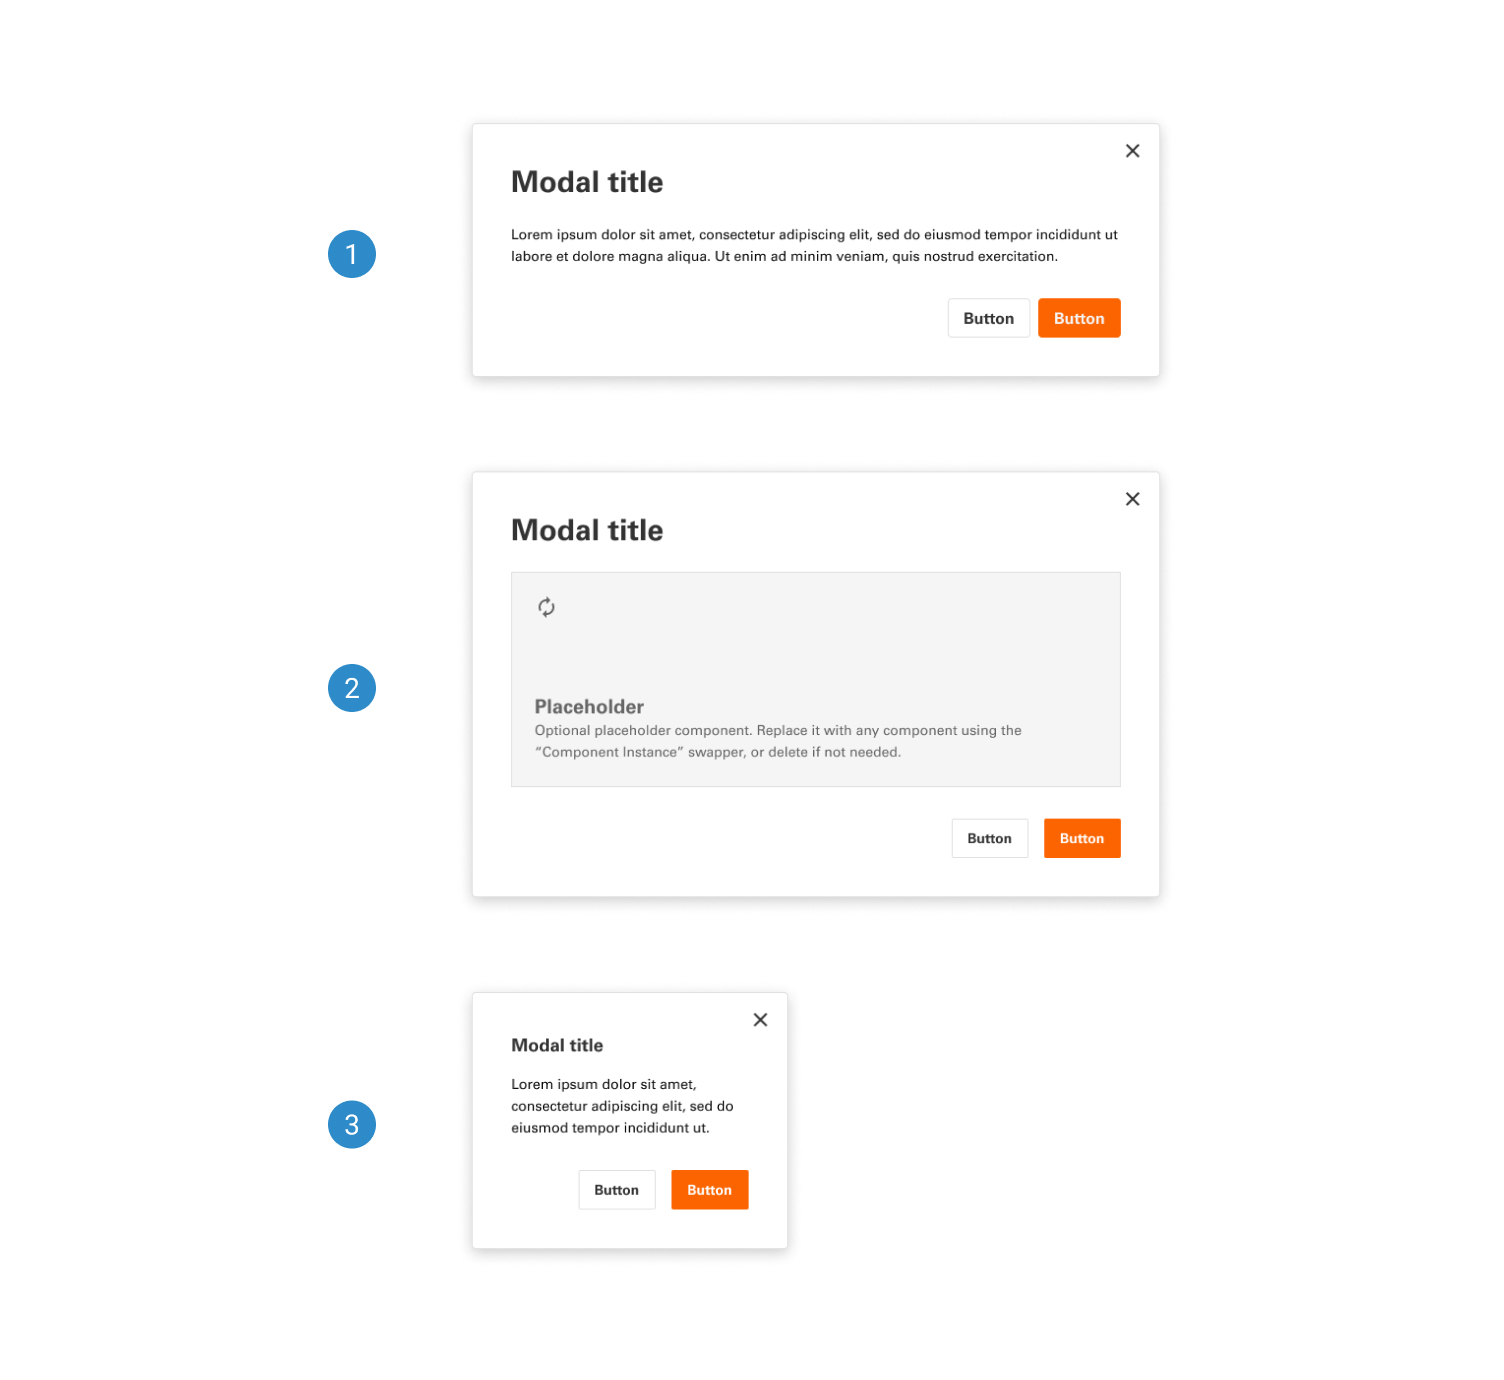 1
Modal title
Lorem ipsum dolor sit amet, consectetur adipiscing elit, sed do eiusmod tempor incididunt ut
labore et dolore magna aliqua. Ut enim ad minim veniam, quis nostrud exercitation.
Button Button
2
Modal title
Placeholder
Optional placeholder component. Replace it with any component using the
“Component Instance” swapper, or delete if not needed.
Button Button
3
Modal title
Lorem ipsum dolor sit amet,
consectetur adipiscing elit, sed do
eiusmod tempor incididunt ut.
Button Button